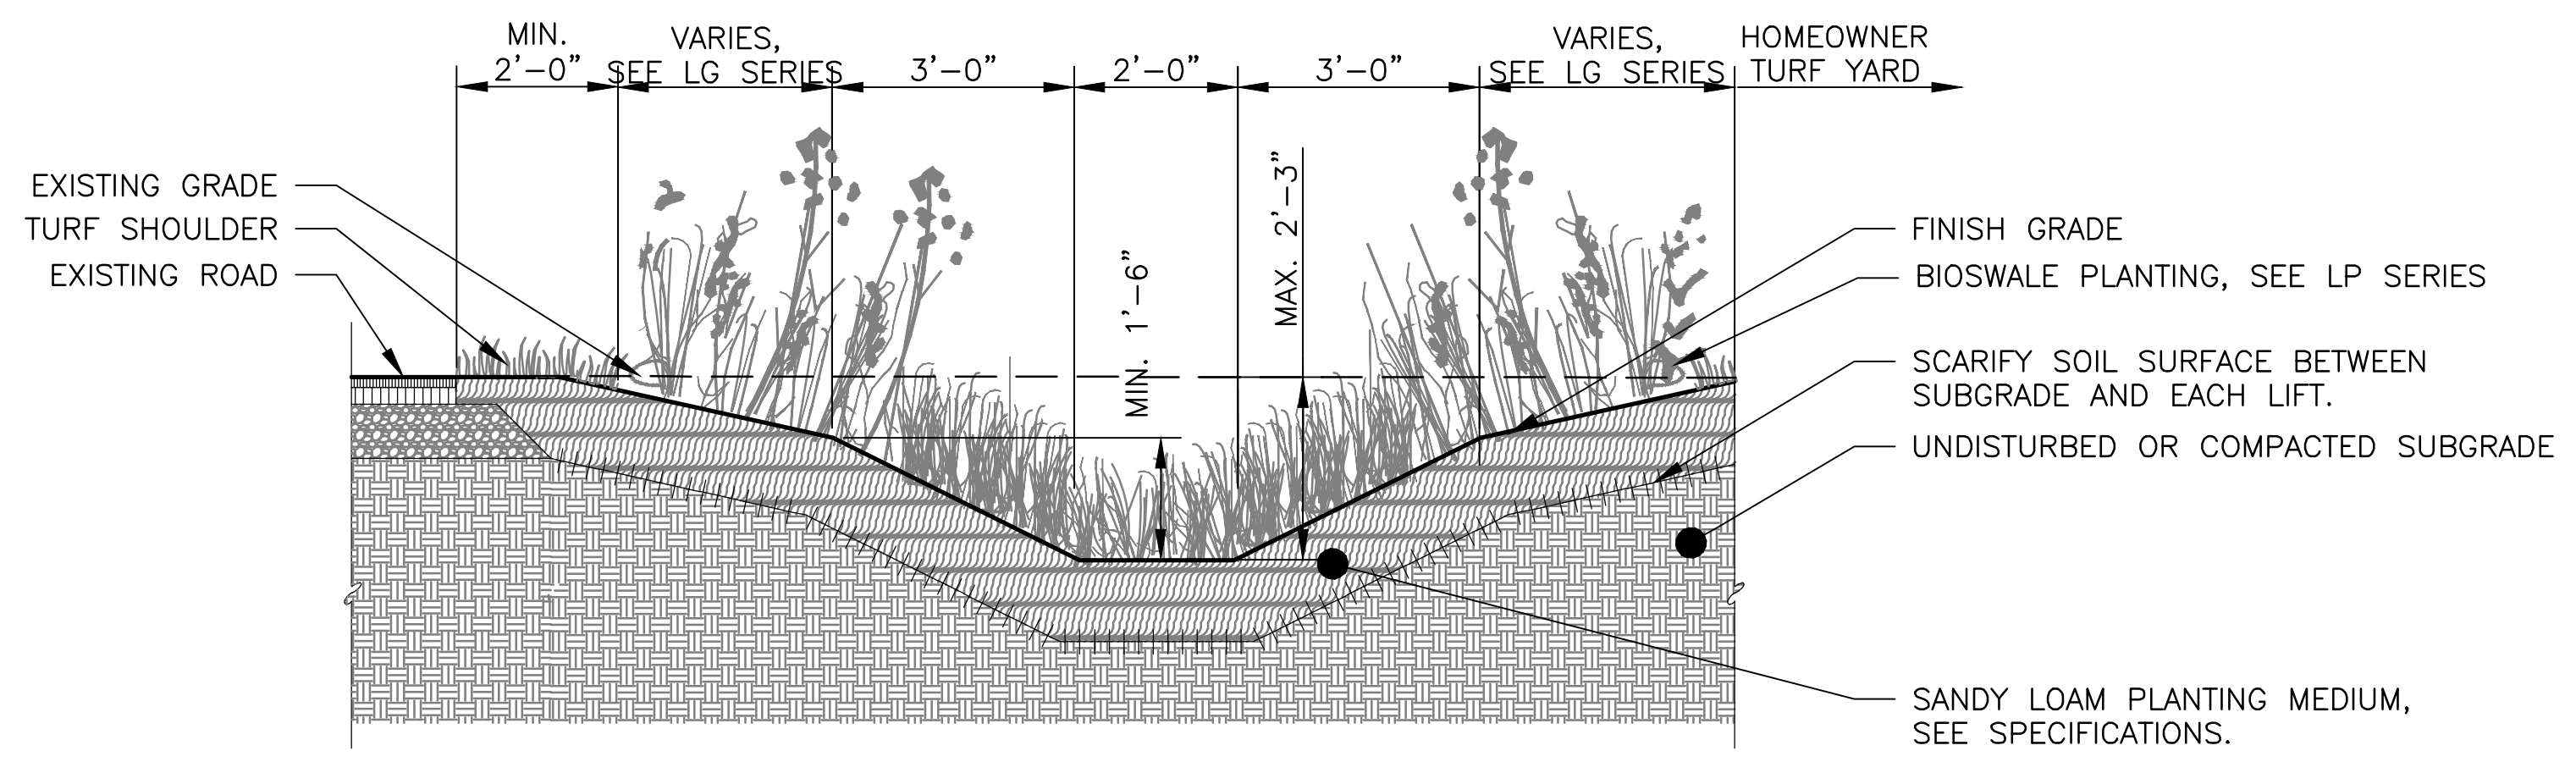 MIN.
2'-0"
VARIES,
SEE LG SERIES
3'-0"
2'-0"
3'-0"
VARIES,
SEE LG SERIES
HOMEOWNER
TURF YARD
EXISTING GRADE
TURF SHOULDER
EXISTING ROAD
MIN. 1'-6"
MAX. 2'-3"
FINISH GRADE
BIOSWALE PLANTING, SEE LP SERIES
SCARIFY SOIL SURFACE BETWEEN
SUBGRADE AND EACH LIFT.
UNDISTURBED OR COMPACTED SUBGRADE
SANDY LOAM PLANTING MEDIUM,
SEE SPECIFICATIONS.